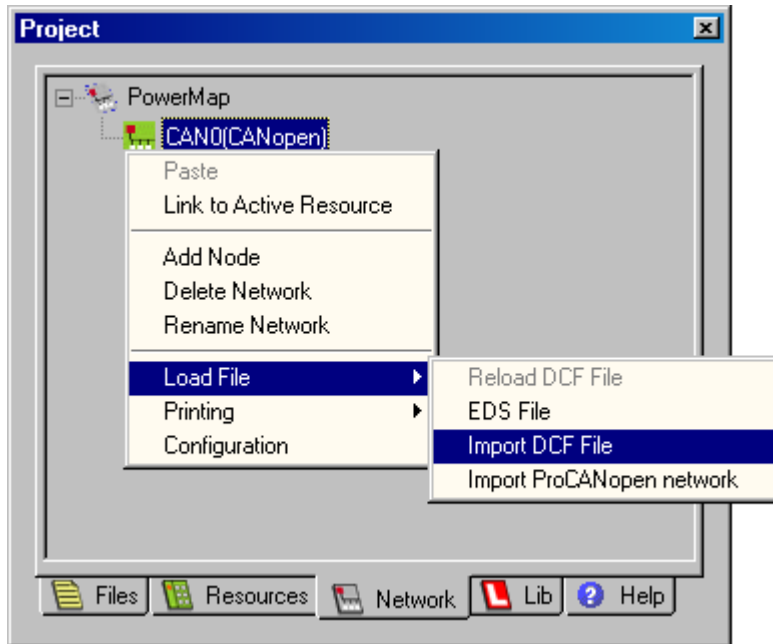 Project
PowerMap
CAN0(CANopen)
Paste
Link to Active Resource
Add Node
Delete Network
Rename Network
Load File
Printing
Configuration
Reload DCF File
EDS File
Import DCF File
Import ProCANopen network
Files Resources Network Lib Help